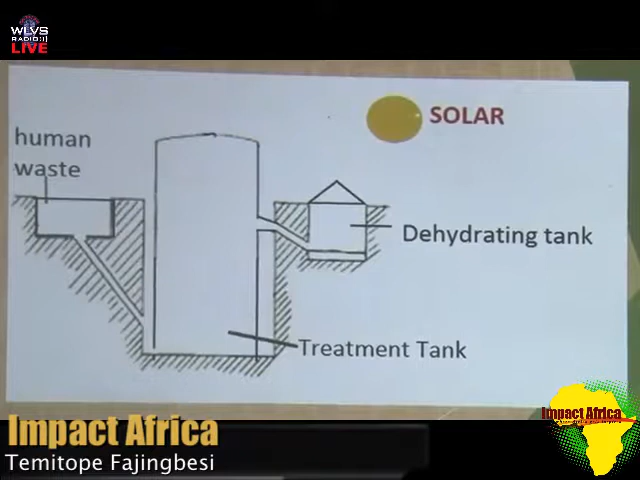 WLVS
RADIO
LIVE
SOLAR
human
waste
Dehydrating tank
Treatment Tank
Impact Africa
Impact Africa
Temitope Fajingbesi